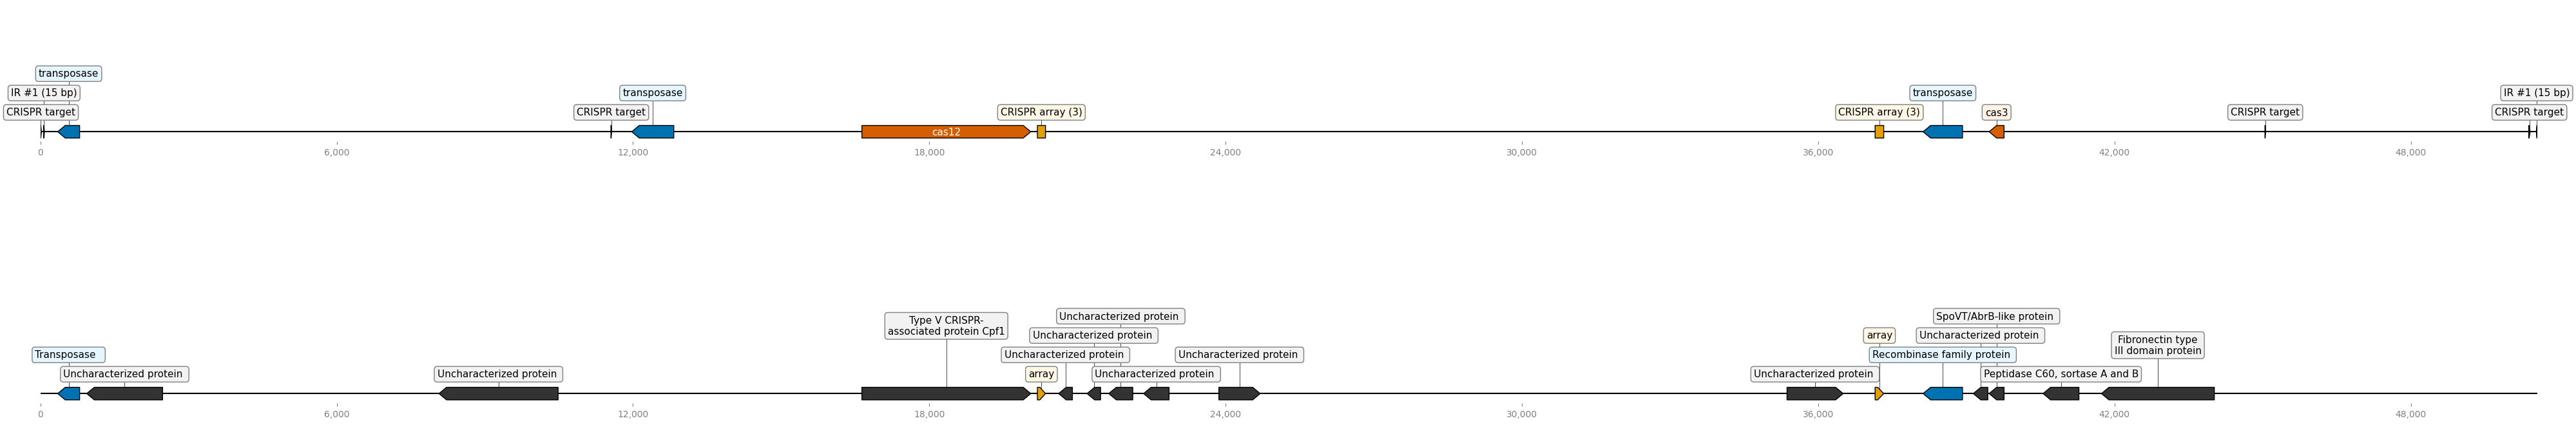 transposase
IR #1 (15 bp)
transposase
transposase
IR #1 (15 bp)
CRISPR target
CRISPR target
CRISPR array (3)
CRISPR array (3)
cas3
CRISPR target
CRISPR target
cas12
0
6,000
12,000
18,000
24,000
30,000
36,000
42,000
48,000
Type V CRISPR-
associated protein Cpf1
Uncharacterized protein
SpoVT/AbrB-like protein
Uncharacterized protein
array
Uncharacterized protein
Fibronectin type
III domain protein
Transposase
Uncharacterized protein
Uncharacterized protein
Recombinase family protein
Uncharacterized protein
Uncharacterized protein
array
Uncharacterized protein
Uncharacterized protein
Peptidase C60, sortase A and B
0
6,000
12,000
18,000
24,000
30,000
36,000
42,000
48,000